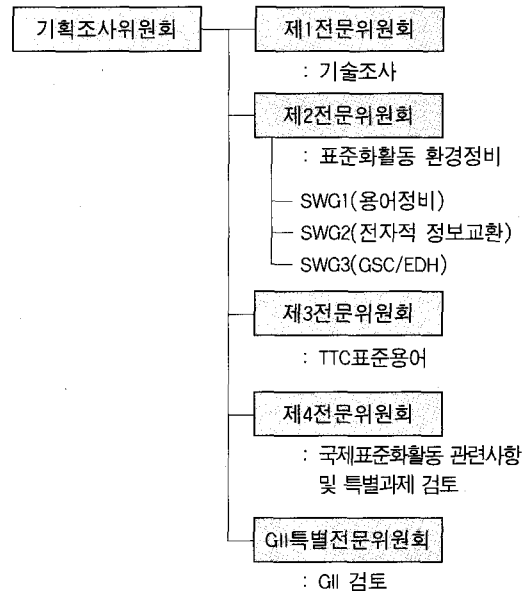 기획조사위원회
제1전문위원회
: 기술조사
제2전문위원회
: 표준화활동 환경정비
SWG1(용어정비)
SWG2(전자적 정보교환)
SWG3(GSC/EDH)
제3전문위원회
: TTC표준용어
제4전문위원회
: 국제표준화활동 관련사항
및 특별과제 검토
GII특별전문위원회
: GII 검토